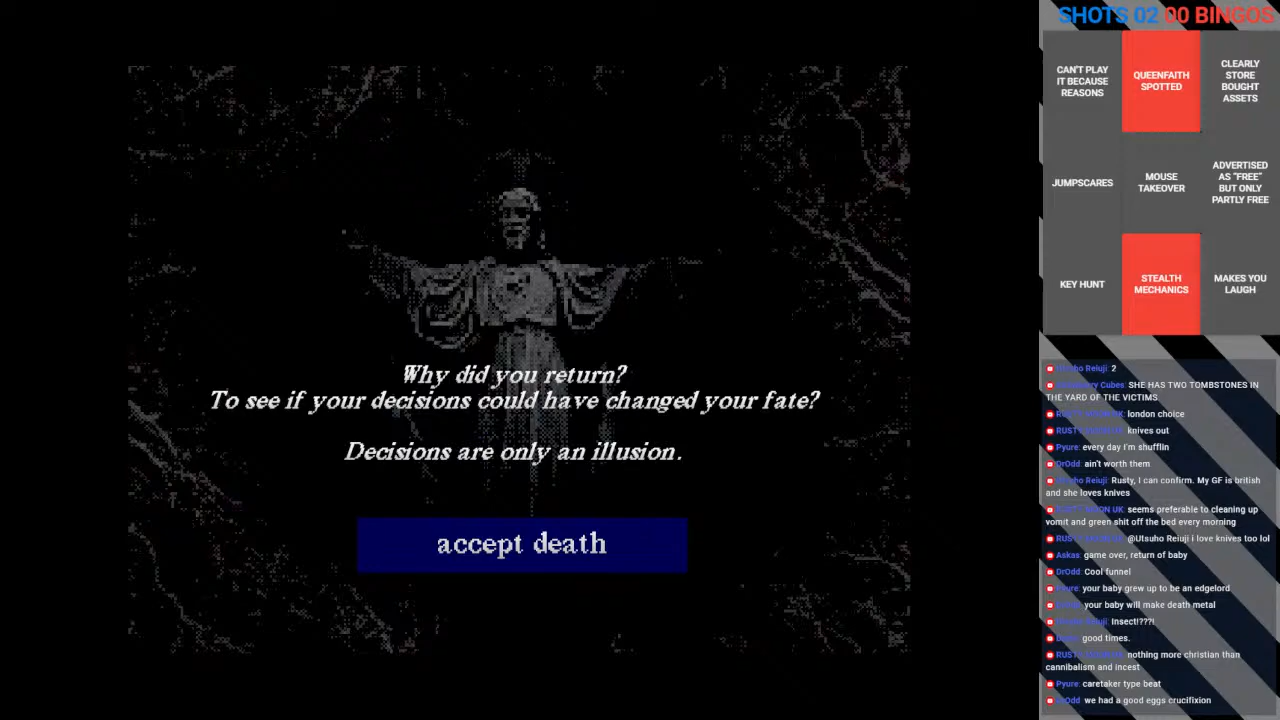 SHOTS 02 00 BINGOS
CAN'T PLAY
IT BECAUSE
REASONS
QUEENFAITH
SPOTTED
CLEARLY
STORE
BOUGHT
ASSETS
JUMPSCARES
MOUSE
TAKEOVER
ADVERTISED
AS "FREE"
BUT ONLY
PARTLY FREE
KEY HUNT
STEALTH
MECHANICS
MAKES YOU
LAUGH
Why did you return?
To see if your decisions could have changed your fate?
Decisions are only an illusion.
accept death
Reiuji: 2
Cubes: SHE HAS TWO TOMBSTONES IN
THE YARD OF THE VICTIMS
london choice
knives out
Pyure: every day I'm shufflin
DrOdd: ain't worth them
Reiuji: Rusty, I can confirm. My GF is british
and she loves knives
UK: seems preferable to cleaning up
vomit and green shit off the bed every morning
@Utsuho Reiuji i love knives too lol
Askas: game over, return of baby
DrOdd: Cool funnel
your baby grew up to be an edgelord
your baby will make death metal
Insect!???!
good times.
nothing more christian than
cannibalism and incest
Pyure: caretaker type beat
DrOdd: we had a good eggs crucifixion